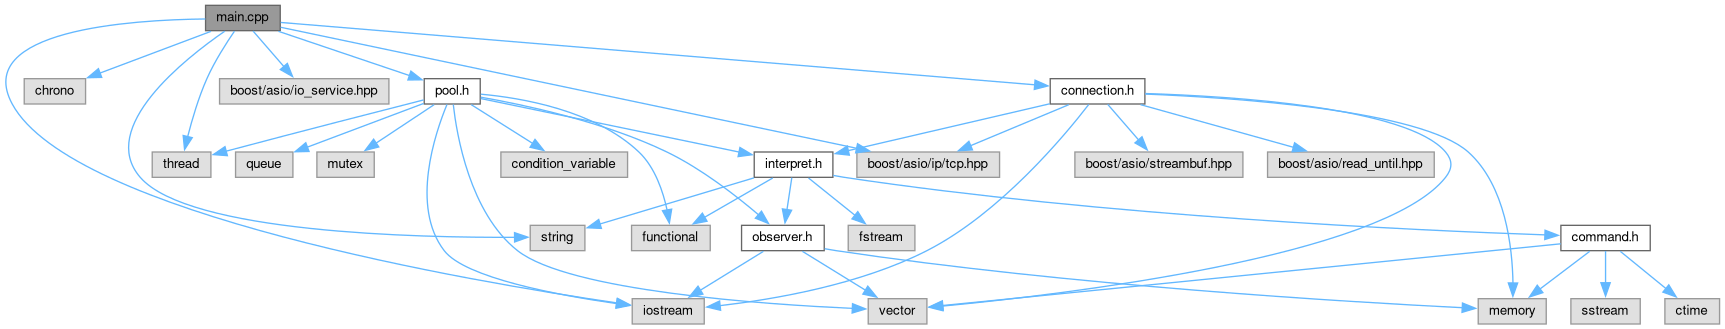 main.cpp
chrono
boost/asio/io_service.hpp
pool.h
connection.h
thread
queue
mutex
condition_variable
interpret.h
boost/asio/ip/tcp.hpp
boost/asio/streambuf.hpp
boost/asio/read_until.hpp
string
functional
observer.h
fstream
command.h
iostream
vector
memory
sstream
ctime